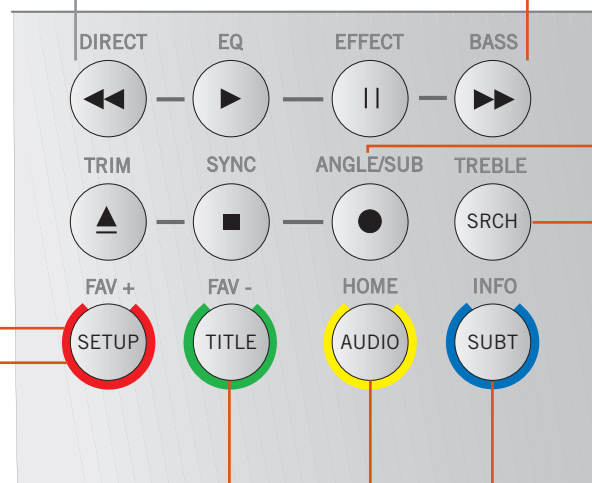 DIRECT EQ EFFECT BASS
TRIM SYNC ANGLE/SUB TREBLE
SRCH
FAV + FAV - HOME INFO
SETUP TITLE AUDIO SUBT